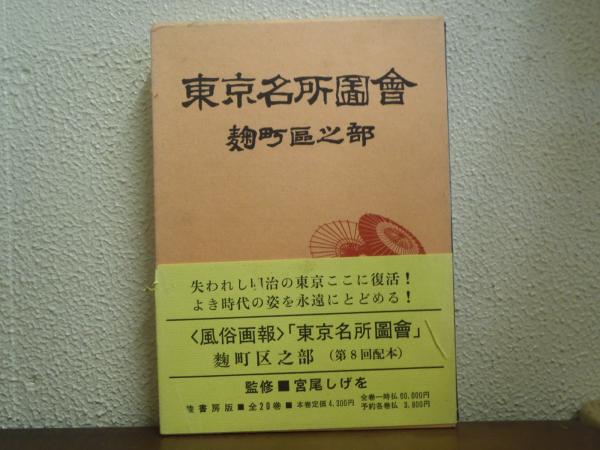 東京名所圖會
麹町區之部
失われし明治の東京ここに復活！
よき時代の姿を永遠にとどめる！
〈風俗画報〉「東京名所圖會」
麹町区之部（第８回配本）
監修■宮尾しげを
書房版■全20巻■本巻定価4,300円
全巻一時払60,000円
予約各巻払3,800円